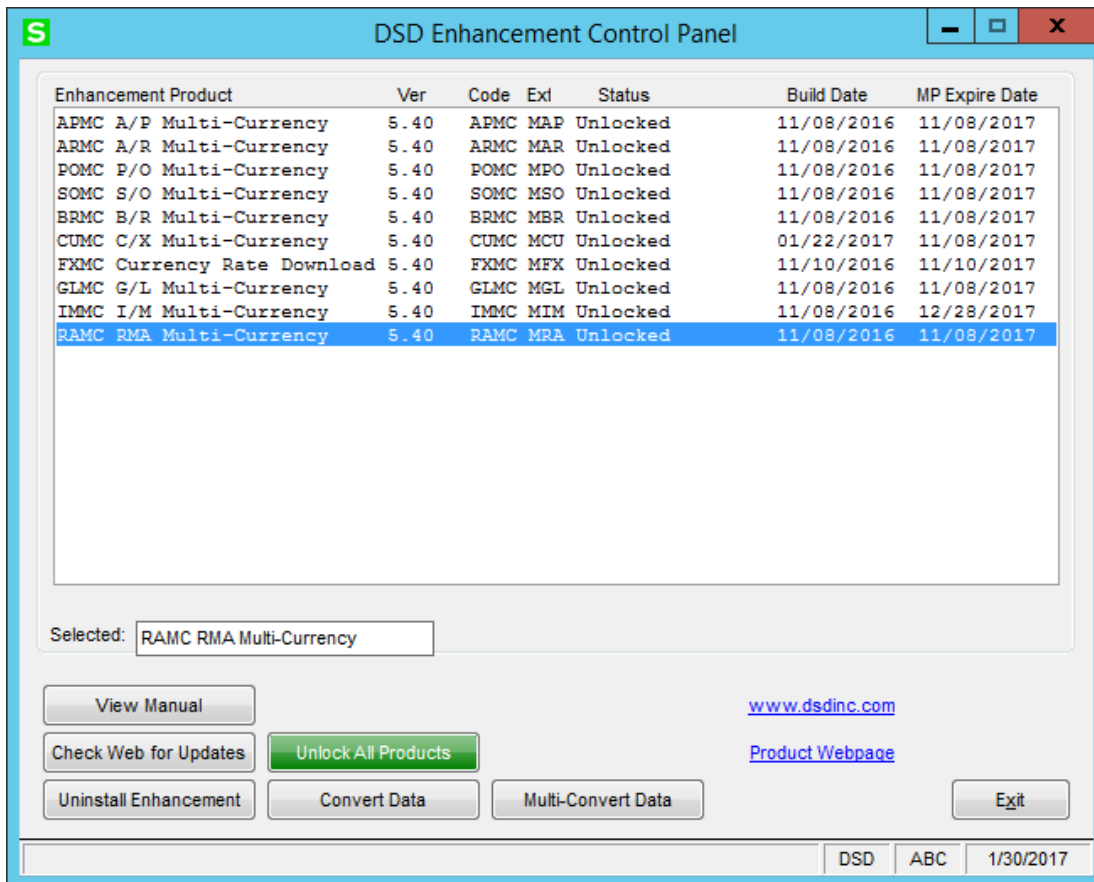 S
DSD Enhancement Control Panel
X
Enhancement Product Ver Code Ext Status Build Date MP Expire Date
APMC A/P Multi-Currency 5.40 APMC MAP Unlocked 11/08/2016 11/08/2017
ARMC A/R Multi-Currency 5.40 ARMC MAR Unlocked 11/08/2016 11/08/2017
POMC P/O Multi-Currency 5.40 POMC MPO Unlocked 11/08/2016 11/08/2017
SOMC S/O Multi-Currency 5.40 SOMC MSO Unlocked 11/08/2016 11/08/2017
BRMC B/R Multi-Currency 5.40 BRMC MBR Unlocked 11/08/2016 11/08/2017
CUMC C/X Multi-Currency 5.40 CUMC MCU Unlocked 01/22/2017 11/08/2017
FXMC Currency Rate Download 5.40 FXMC MFX Unlocked 11/10/2016 11/10/2017
GLMC G/L Multi-Currency 5.40 GLMC MGL Unlocked 11/08/2016 11/08/2017
IMMC I/M Multi-Currency 5.40 IMMC MIM Unlocked 11/08/2016 12/28/2017
RAMC RMA Multi-Currency 5.40 RAMC MRA Unlocked 11/08/2016 11/08/2017
Selected: RAMC RMA Multi-Currency
View Manual www.dsdinc.com
Check Web for Updates Unlock All Products Product Webpage
Uninstall Enhancement Convert Data Multi-Convert Data Exit
DSD ABC 1/30/2017